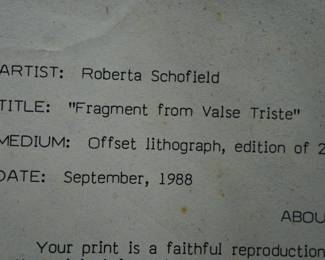 ARTIST: Roberta Schofield
TITLE: "Fragment from Valse Triste"
MEDIUM: Offset lithograph, edition of 2
DATE: September, 1988
ABOU
Your print is a faithful reproduction